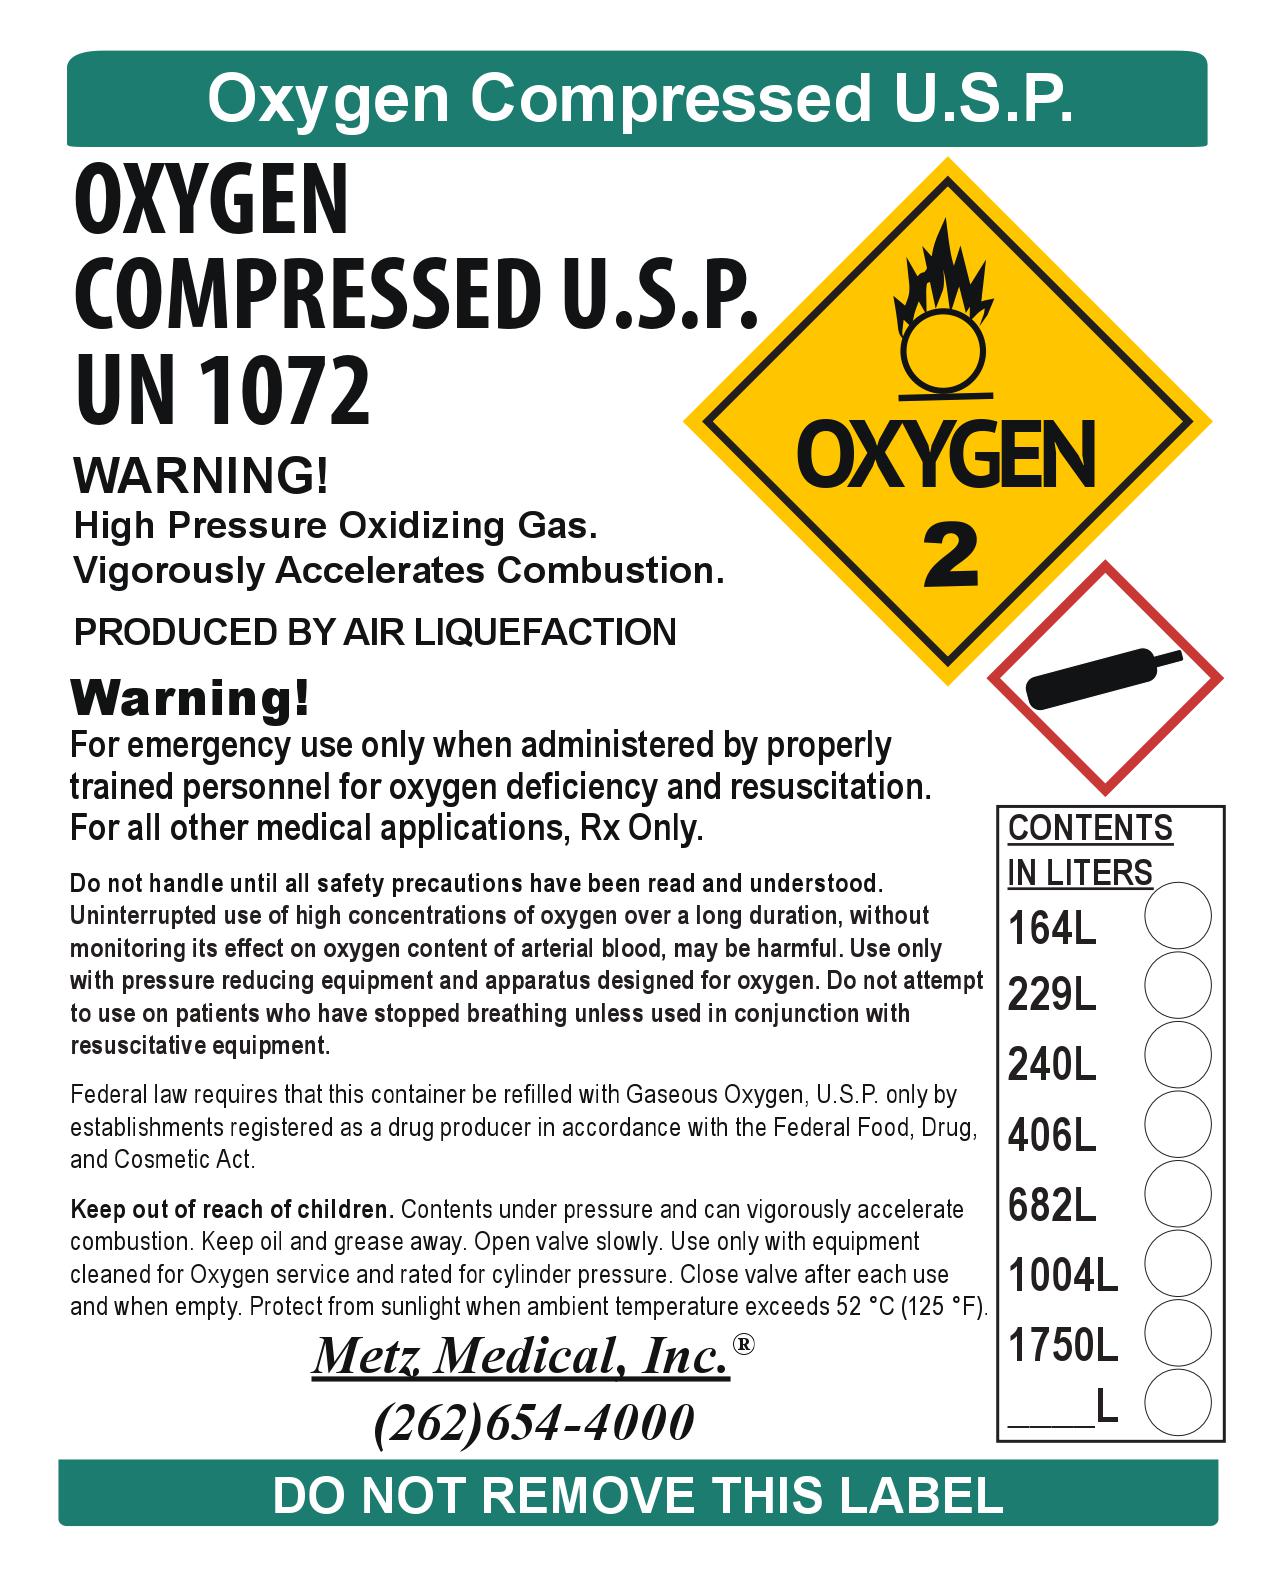 Oxygen Compressed U.S.P.
OXYGEN
COMPRESSED U.S.P.
UN 1072
WARNING!
High Pressure Oxidizing Gas.
Vigorously Accelerates Combustion.
PRODUCED BY AIR LIQUEFACTION
OXYGEN
2
Warning!
For emergency use only when administered by properly
trained personnel for oxygen deficiency and resuscitation.
For all other medical applications, Rx Only.
Do not handle until all safety precautions have been read and understood.
Uninterrupted use of high concentrations of oxygen over a long duration, without
monitoring its effect on oxygen content of arterial blood, may be harmful. Use only
with pressure reducing equipment and apparatus designed for oxygen. Do not attempt
to use on patients who have stopped breathing unless used in conjunction with
resuscitative equipment.
Federal law requires that this container be refilled with Gaseous Oxygen, U.S.P. only by
establishments registered as a drug producer in accordance with the Federal Food, Drug,
and Cosmetic Act.
Keep out of reach of children. Contents under pressure and can vigorously accelerate
combustion. Keep oil and grease away. Open valve slowly. Use only with equipment
cleaned for Oxygen service and rated for cylinder pressure. Close valve after each use
and when empty. Protect from sunlight when ambient temperature exceeds 52 °C (125 °F).
CONTENTS
IN LITERS
164L
229L
240L
406L
682L
1004L
1750L
____L
Metz Medical, Inc.®
(262)654-4000
DO NOT REMOVE THIS LABEL